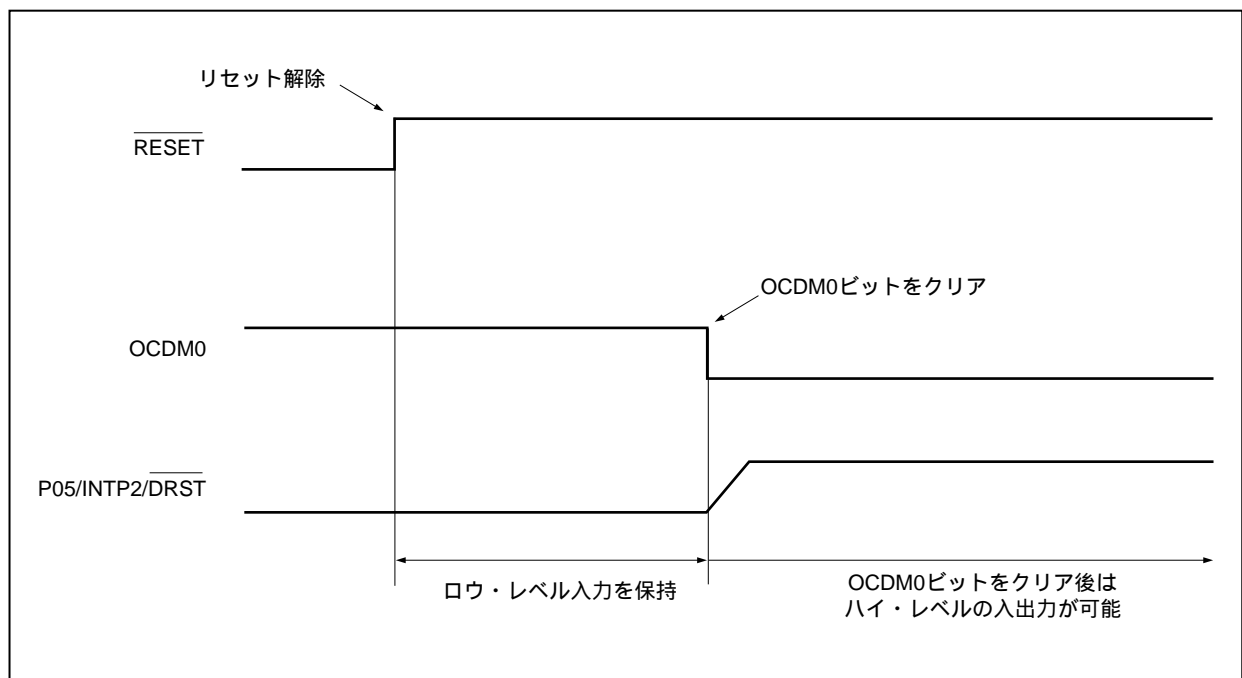 リセット解除
RESET
OCDM0ビットをクリア
OCDM0
P05/INTP2/DRST
ロウ・レベル入力を保持
OCDM0ビットをクリア後は
ハイ・レベルの入出力が可能